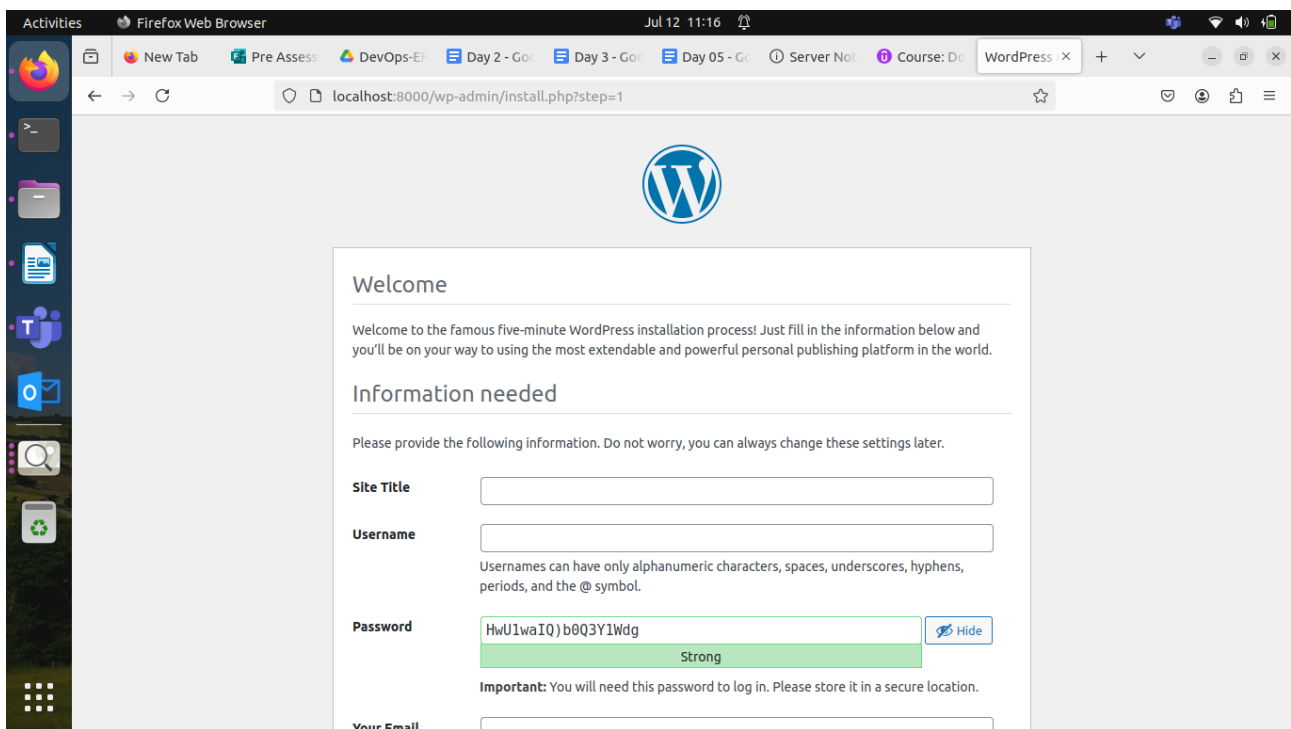 Activities
Firefox Web Browser
Jul 12 11:16
New Tab
Pre Assess
DevOps-EF
Day 2 - Goo
Day 3 - Goo
Day 05 - Go
Server Not
Course: Do
WordPress
localhost:8000/wp-admin/install.php?step=1
Welcome
Welcome to the famous five-minute WordPress installation process! Just fill in the information below and
you’ll be on your way to using the most extendable and powerful personal publishing platform in the world.
Information needed
Please provide the following information. Do not worry, you can always change these settings later.
Site Title
Username
Usernames can have only alphanumeric characters, spaces, underscores, hyphens,
periods, and the @ symbol.
Password
HwU1waIQ)b0Q3Y1Wdg
Hide
Strong
Important: You will need this password to log in. Please store it in a secure location.
Your Email